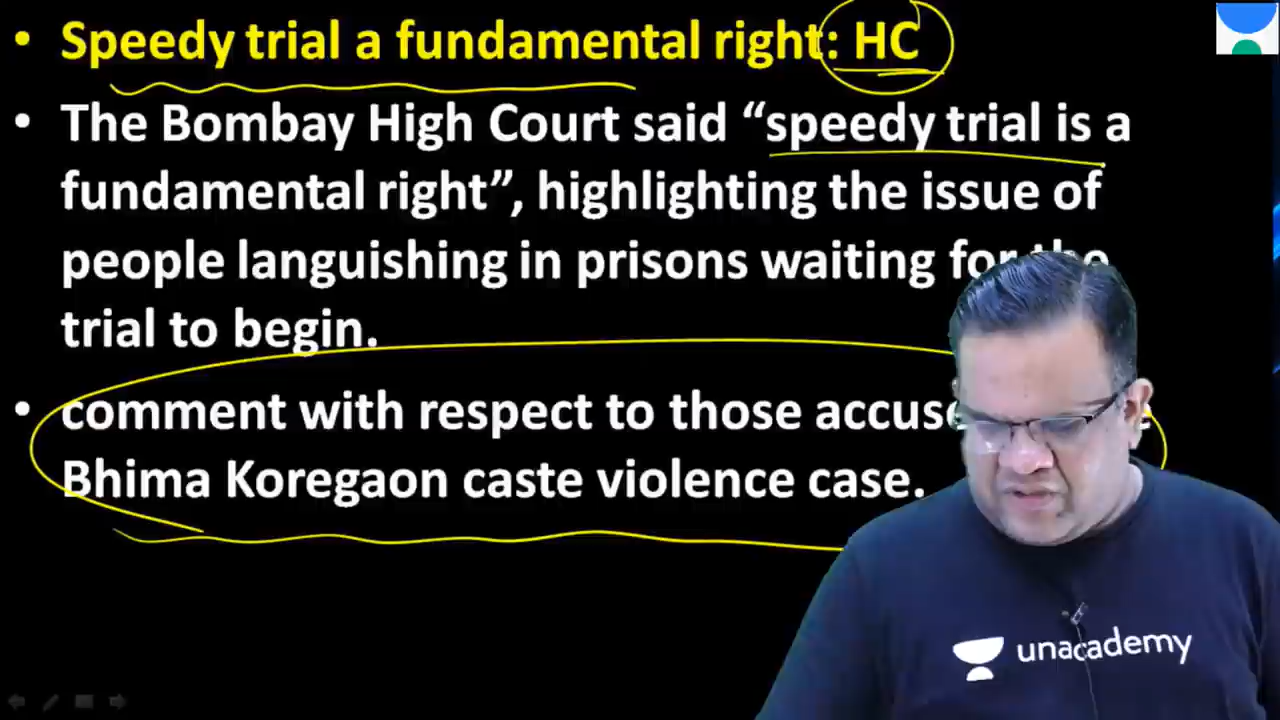 • Speedy trial a fundamental right: HC
• The Bombay High Court said “speedy trial is a
fundamental right”, highlighting the issue of
people languishing in prisons waiting for the
trial to begin.
• comment with respect to those
Bhima Koregaon caste violence case.
unacademy